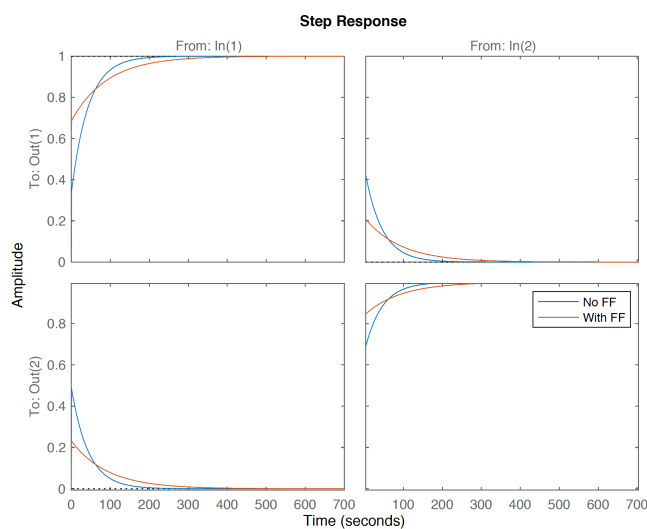 Step Response
From: In(1)
From: In(2)
To: Out(1)
1
0.8
0.6
0.4
0.2
0
Amplitude
To: Out(2)
0.8
0.6
0.4
0.2
0
No FF
With FF
0 100 200 300 400 500 600 700
100 200 300 400 500 600 700
Time (seconds)